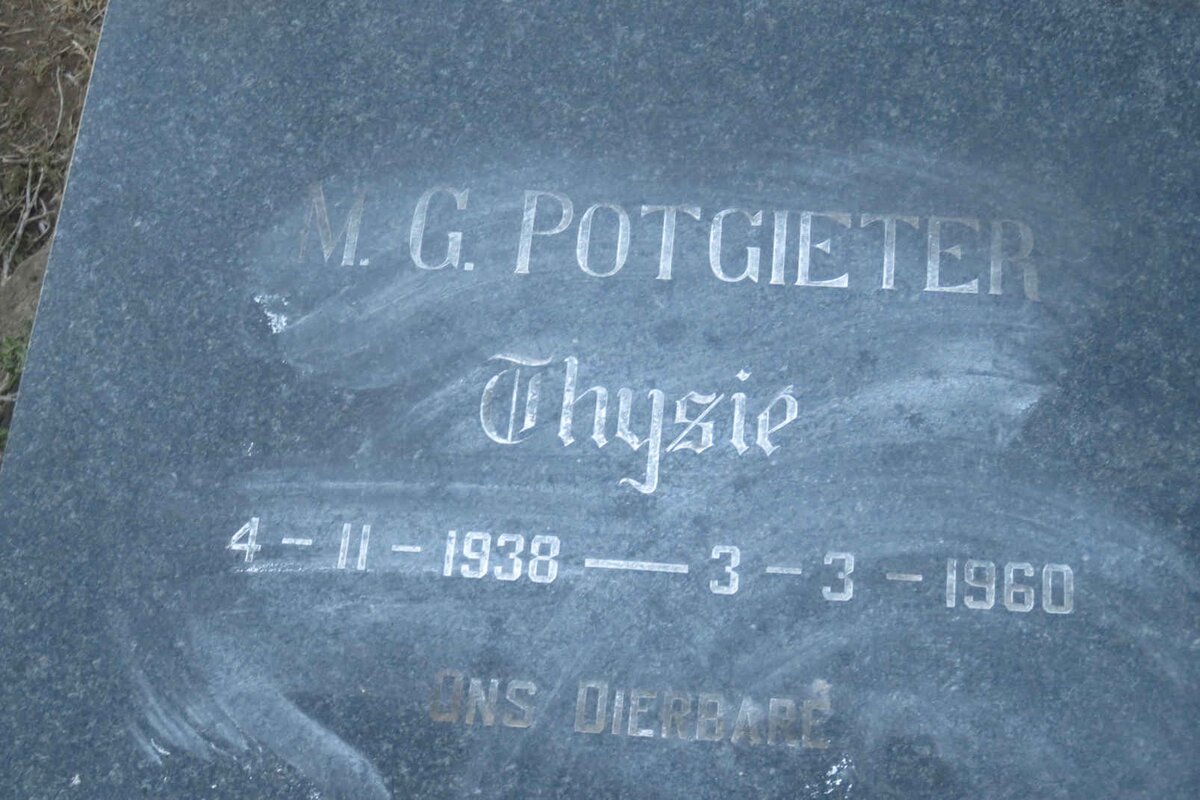 M. G. POTGIETER
Thysie
4 - 11 - 1938 — 3 - 3 - 1960
ONS DIERBARE